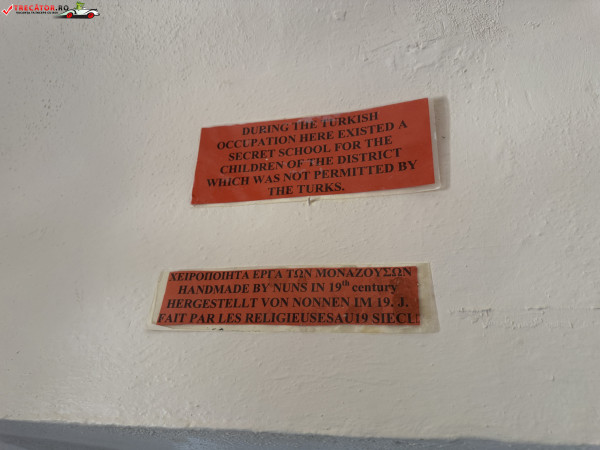 TRECATOR.RO
DURING THE TURKISH
OCCUPATION HERE EXISTED A
SECRET SCHOOL FOR THE
CHILDREN OF THE DISTRICT
WHICH WAS NOT PERMITTED BY
THE TURKS.
ΧΕΙΡΟΠΟΙΗΤΑ ΕΡΓΑ ΤΩΝ ΜΟΝΑΖΟΥΣΩΝ
HANDMADE BY NUNS IN 19th century
HERGESTELLT VON NONNEN IM 19. J.
FAIT PAR LES RELIGIEUSESAU19 SIECLE